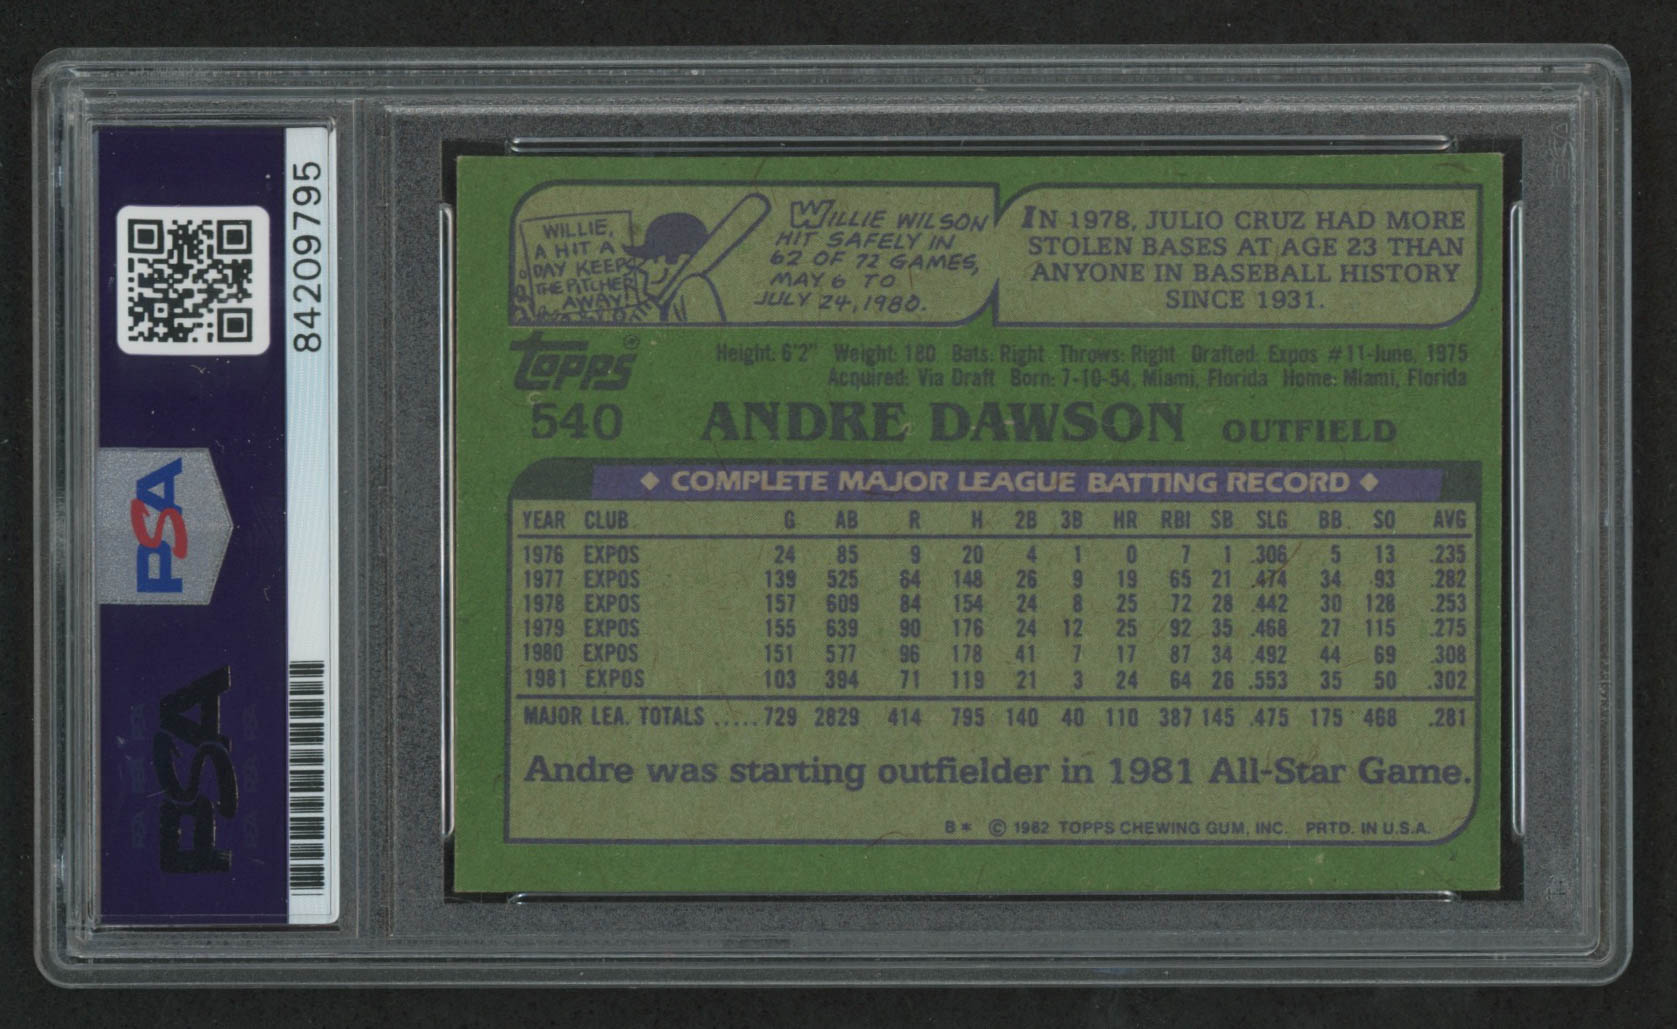 84209795
PSA
PSA
WILLIE,
A HIT A
DAY KEEPS
THE PITCHER
AWAY!
WILLIE WILSON
HIT SAFELY IN
62 OF 72 GAMES,
MAY 6 TO
JULY 24, 1980.
IN 1978, JULIO CRUZ HAD MORE
STOLEN BASES AT AGE 23 THAN
ANYONE IN BASEBALL HISTORY
SINCE 1931.
Topps®
Height: 6'2" Weight: 180 Bats: Right Throws: Right Drafted: Expos #11-June, 1975
Acquired: Via Draft Born: 7-10-54, Miami, Florida Home: Miami, Florida
540 ANDRE DAWSON OUTFIELD
◆ COMPLETE MAJOR LEAGUE BATTING RECORD ◆
YEAR CLUB G AB R H 2B 3B HR RBI SB SLG BB SO AVG
1976 EXPOS 24 85 9 20 4 1 0 7 1 .306 5 13 .235
1977 EXPOS 139 525 64 148 26 9 19 65 21 .474 34 93 .282
1978 EXPOS 157 609 84 154 24 8 25 72 28 .442 30 128 .253
1979 EXPOS 155 639 90 176 24 12 25 92 35 .468 27 115 .275
1980 EXPOS 151 577 96 178 41 7 17 87 34 .492 44 69 .308
1981 EXPOS 103 394 71 119 21 3 24 64 26 .553 35 50 .302
MAJOR LEA. TOTALS .....729 2829 414 795 140 40 110 387 145 .475 175 468 .281
Andre was starting outfielder in 1981 All-Star Game.
B* © 1982 TOPPS CHEWING GUM, INC. PRTD. IN U.S.A.